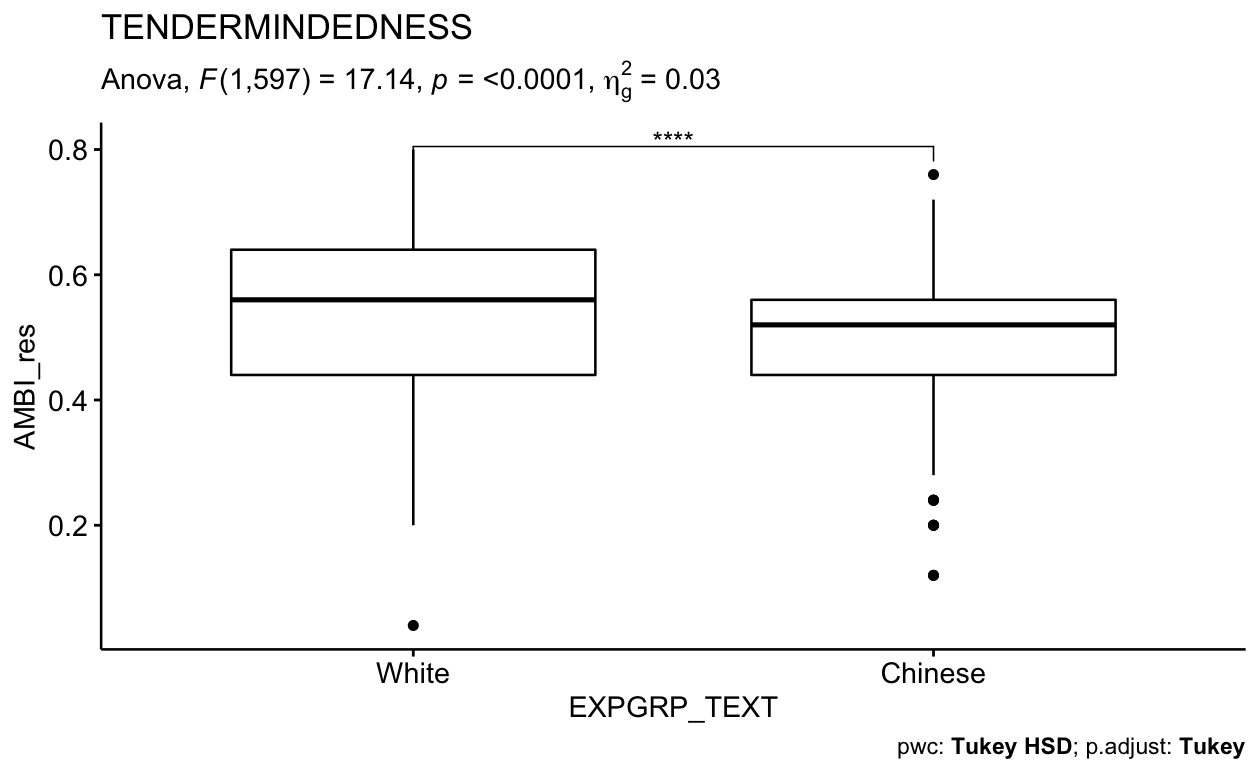 TENDERMINDEDNESS
Anova, F(1,597) = 17.14, p = <0.0001, η²g = 0.03
****
0.8
0.6
0.4
0.2
AMBI_res
White Chinese
EXPGRP_TEXT
pwc: Tukey HSD; p.adjust: Tukey